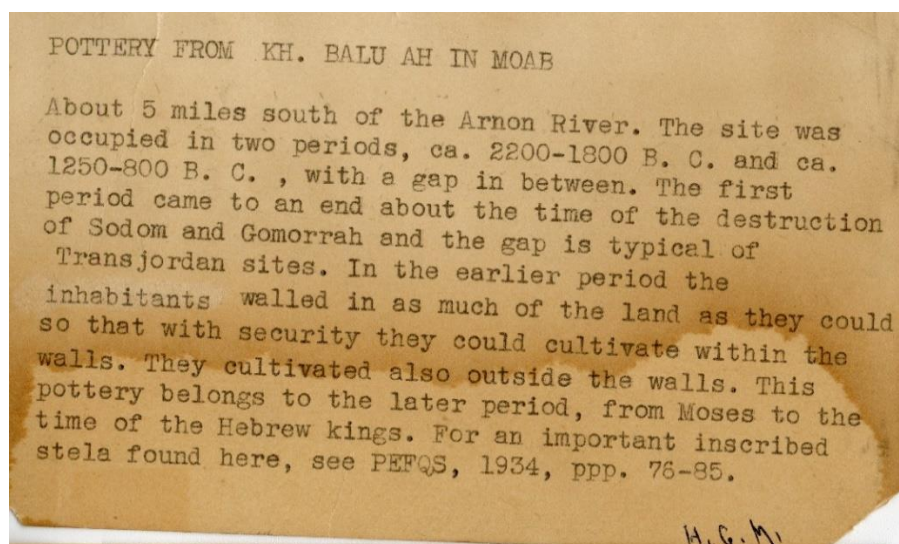 POTTERY FROM KH. BALU AH IN MOAB
About 5 miles south of the Arnon River. The site was
occupied in two periods, ca. 2200-1800 B. C. and ca.
1250-800 B. C. , with a gap in between. The first
period came to an end about the time of the destruction
of Sodom and Gomorrah and the gap is typical of
Transjordan sites. In the earlier period the
inhabitants walled in as much of the land as they could
so that with security they could cultivate within the
walls. They cultivated also outside the walls. This
pottery belongs to the later period, from Moses to the
time of the Hebrew kings. For an important inscribed
stela found here, see PEFQS, 1934, ppp. 76-85.
H. G. M.